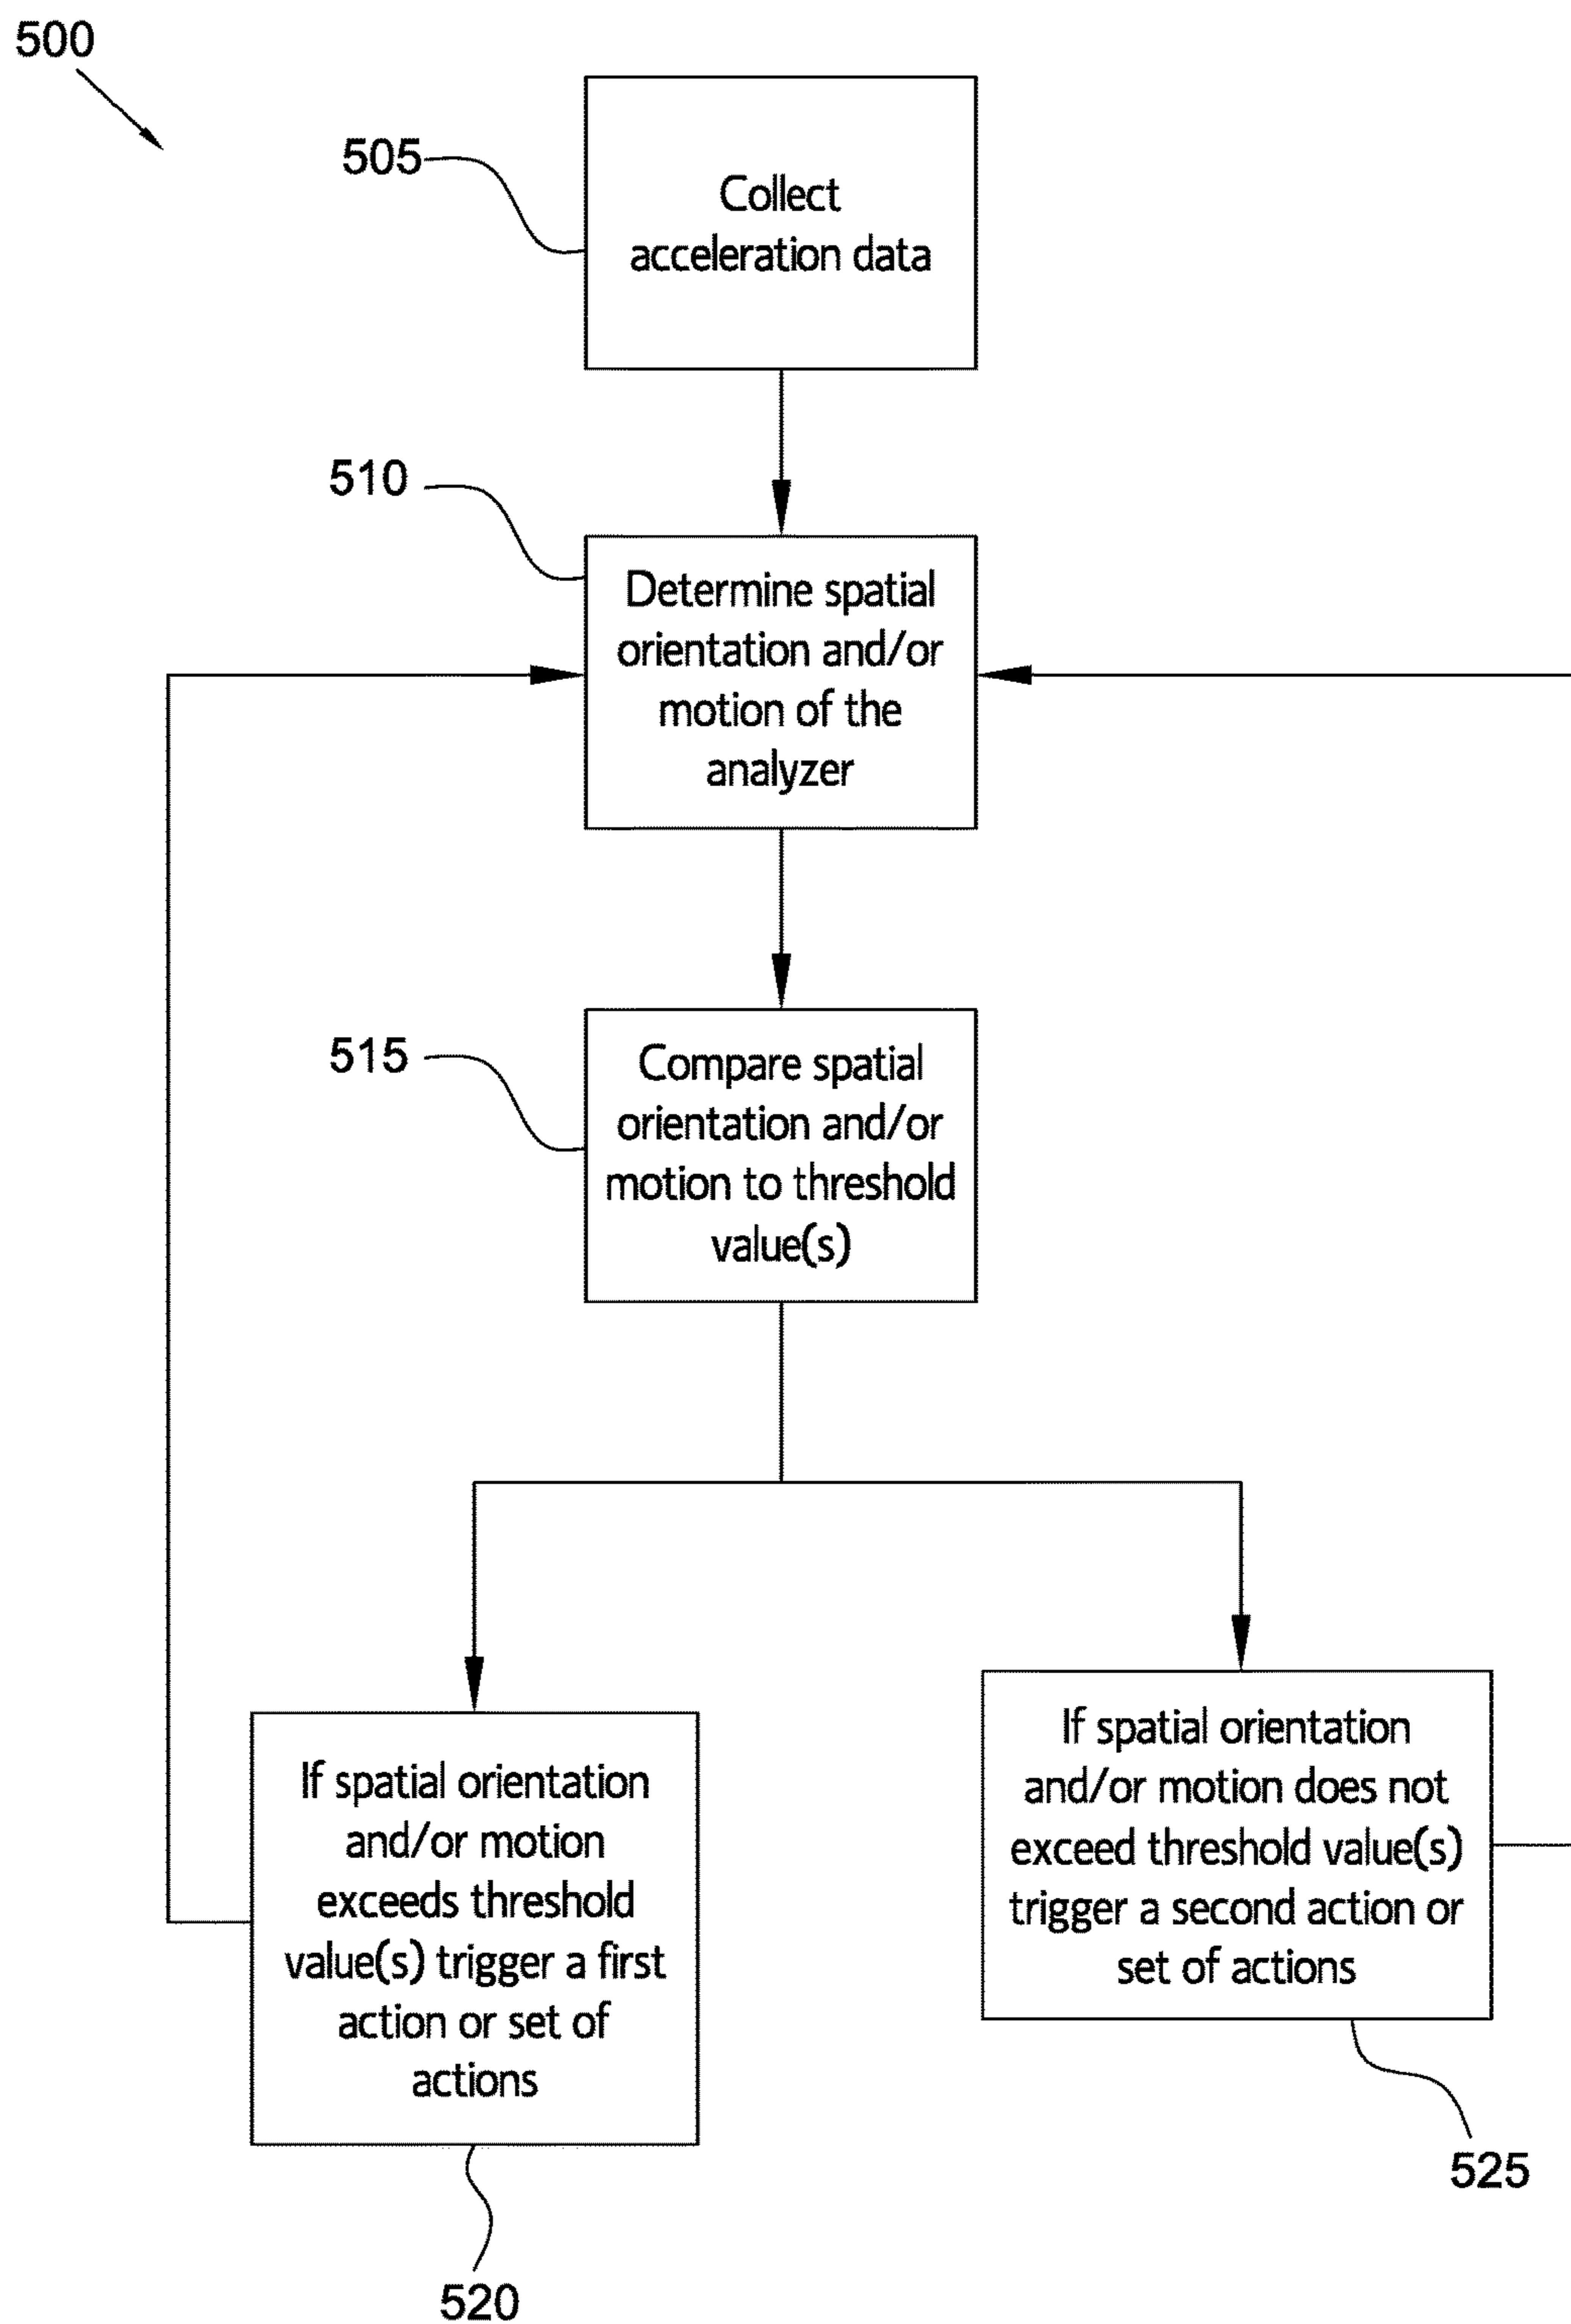 500
505
Collect
acceleration data
510
Determine spatial
orientation and/or
motion of the
analyzer
515
Compare spatial
orientation and/or
motion to threshold
value(s)
If spatial orientation
and/or motion
exceeds threshold
value(s) trigger a first
action or set of
actions
520
If spatial orientation
and/or motion does not
exceed threshold value(s)
trigger a second action or
set of actions
525